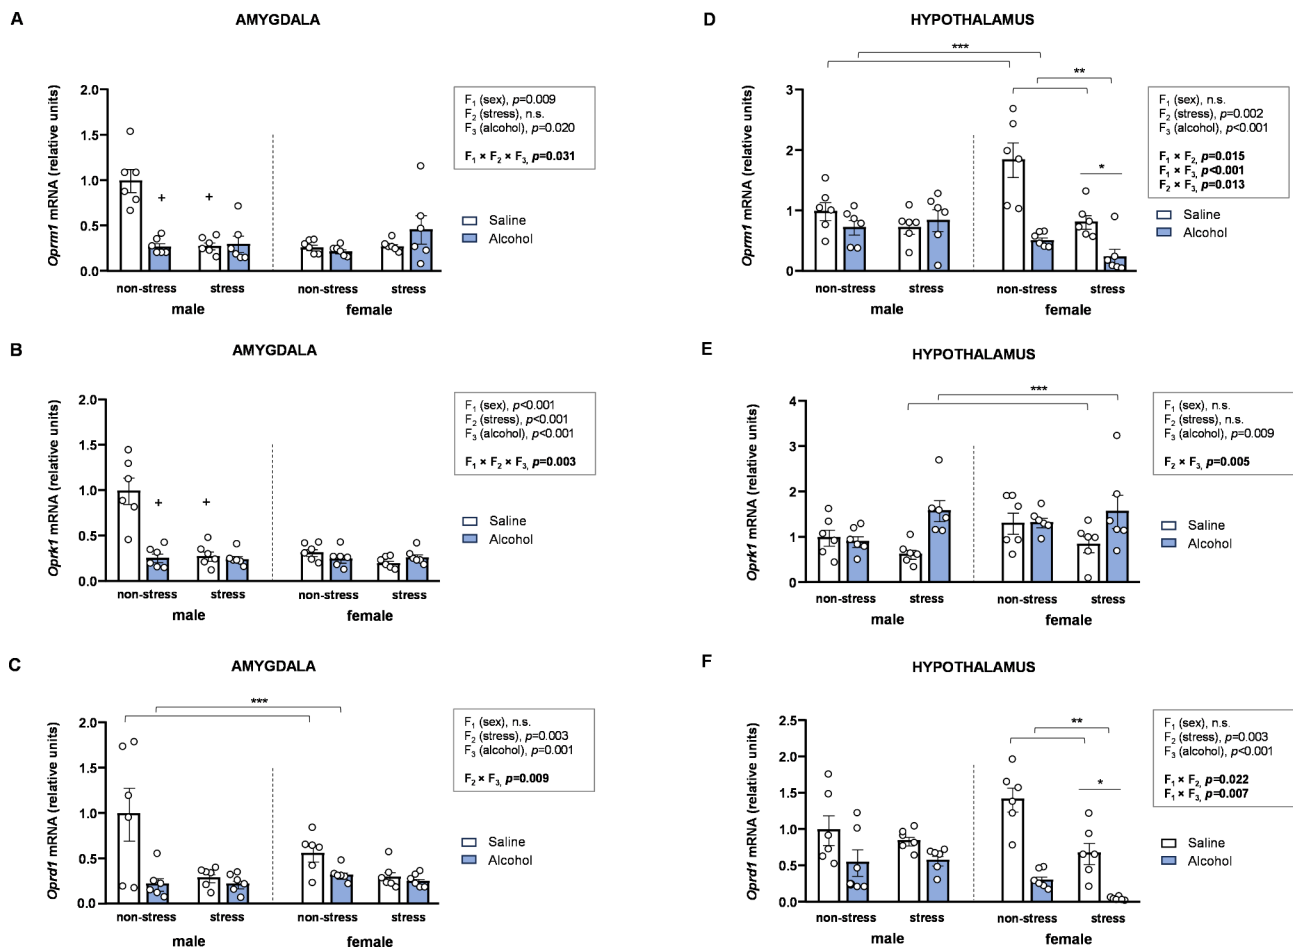 A
AMYGDALA
Oprm1 mRNA (relative units)
2.0
1.5
1.0
0.5
0.0
+
+
non-stress
stress
non-stress
stress
male
female
F1 (sex), p=0.009
F2 (stress), n.s.
F3 (alcohol), p=0.020
F1 × F2 × F3, p=0.031
Saline
Alcohol
D
HYPOTHALAMUS
Oprm1 mRNA (relative units)
3
2
1
0
***
**
*
non-stress
stress
non-stress
stress
male
female
F1 (sex), n.s.
F2 (stress), p=0.002
F3 (alcohol), p<0.001
F1 × F2, p=0.015
F1 × F3, p<0.001
F2 × F3, p=0.013
Saline
Alcohol
B
AMYGDALA
Oprk1 mRNA (relative units)
2.0
1.5
1.0
0.5
0.0
+
+
non-stress
stress
non-stress
stress
male
female
F1 (sex), p<0.001
F2 (stress), p<0.001
F3 (alcohol), p<0.001
F1 × F2 × F3, p=0.003
Saline
Alcohol
E
HYPOTHALAMUS
Oprk1 mRNA (relative units)
4
3
2
1
0
***
non-stress
stress
non-stress
stress
male
female
F1 (sex), n.s.
F2 (stress), n.s.
F3 (alcohol), p=0.009
F2 × F3, p=0.005
Saline
Alcohol
C
AMYGDALA
Oprd1 mRNA (relative units)
2.0
1.5
1.0
0.5
0.0
***
non-stress
stress
non-stress
stress
male
female
F1 (sex), n.s.
F2 (stress), p=0.003
F3 (alcohol), p=0.001
F2 × F3, p=0.009
Saline
Alcohol
F
HYPOTHALAMUS
Oprd1 mRNA (relative units)
2.5
2.0
1.5
1.0
0.5
0.0
**
*
non-stress
stress
non-stress
stress
male
female
F1 (sex), n.s.
F2 (stress), p=0.003
F3 (alcohol), p<0.001
F1 × F2, p=0.022
F1 × F3, p=0.007
Saline
Alcohol